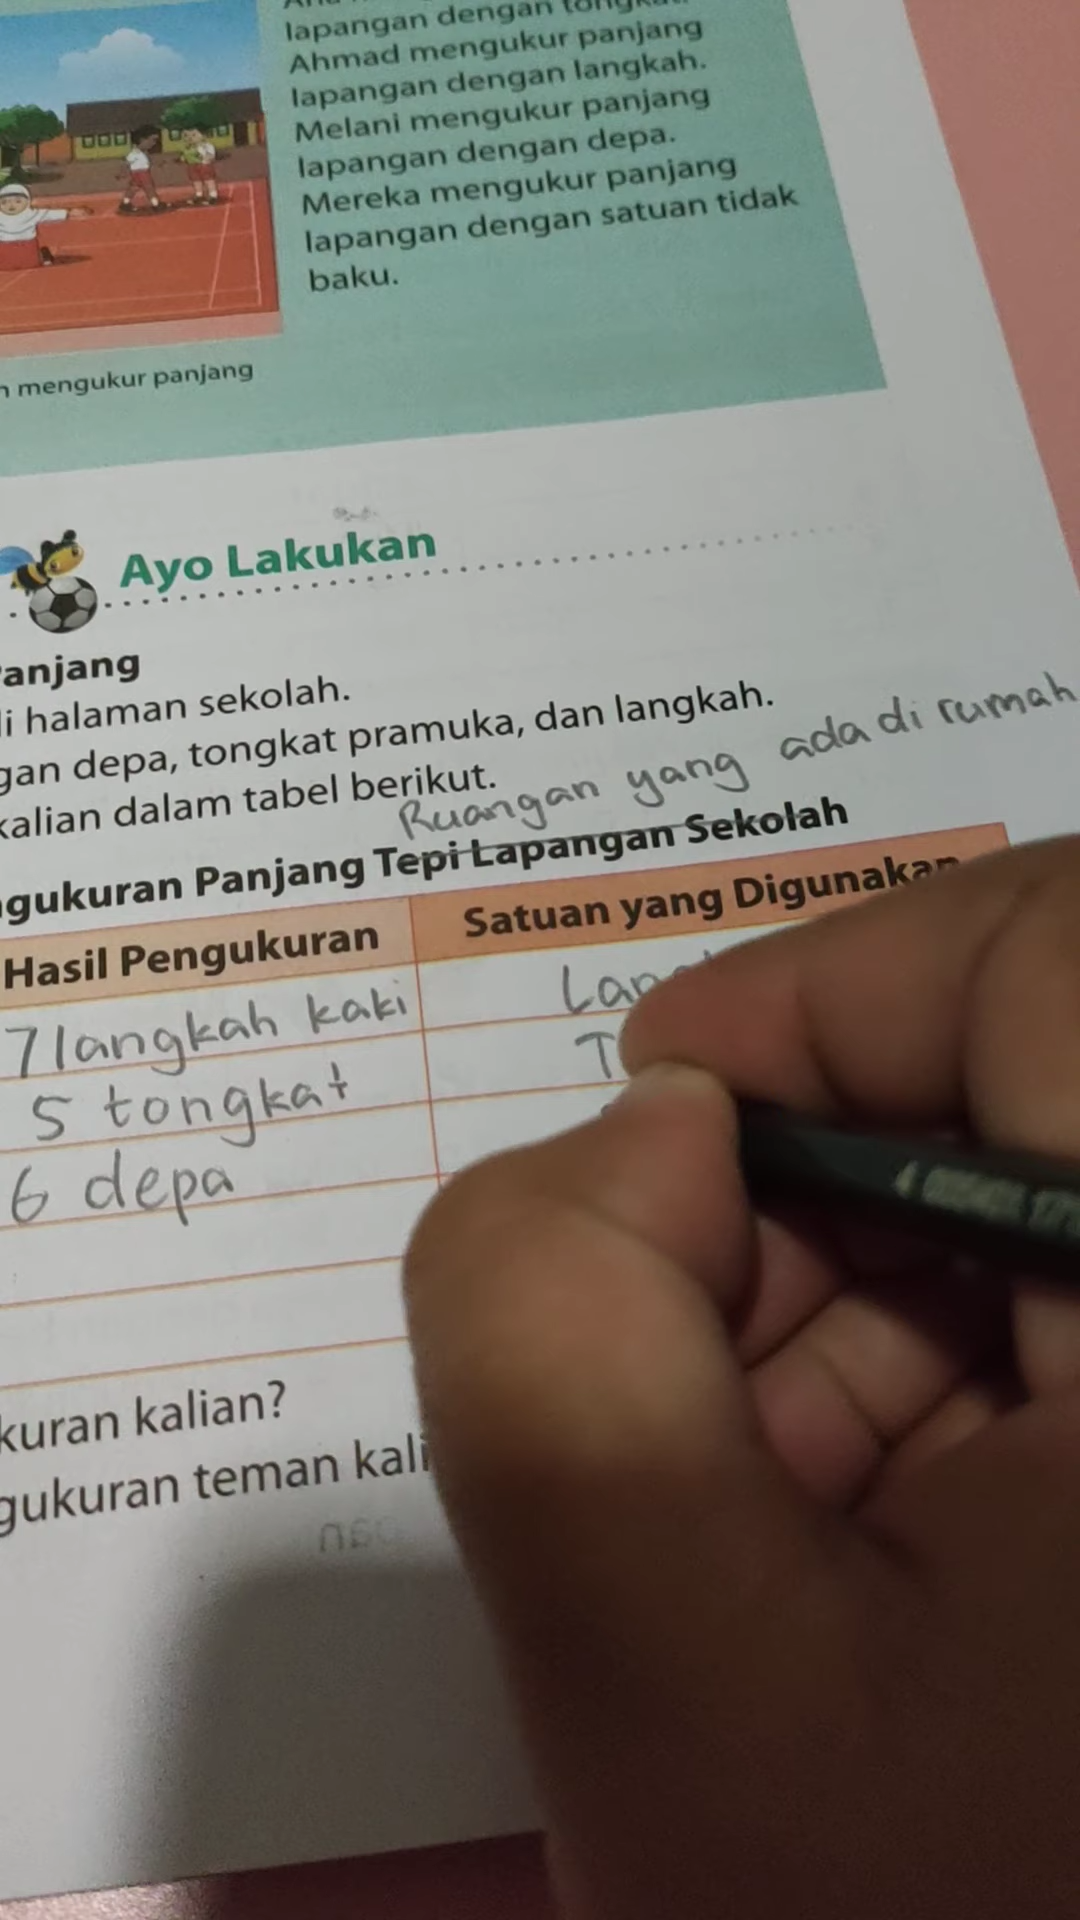 lapangan dengan
Ahmad mengukur panjang
lapangan dengan langkah.
Melani mengukur panjang
lapangan dengan depa.
Mereka mengukur panjang
lapangan dengan satuan tidak
baku.
mengukur panjang
Ayo Lakukan
anjang
di halaman sekolah.
gan depa, tongkat pramuka, dan langkah.
kalian dalam tabel berikut.
Ruangan yang ada di rumah
gukuran Panjang Tepi Lapangan Sekolah
Hasil Pengukuran Satuan yang Digunakan
7 langkah kaki
5 tongkat
6 depa
kuran kalian?
gukuran teman kali